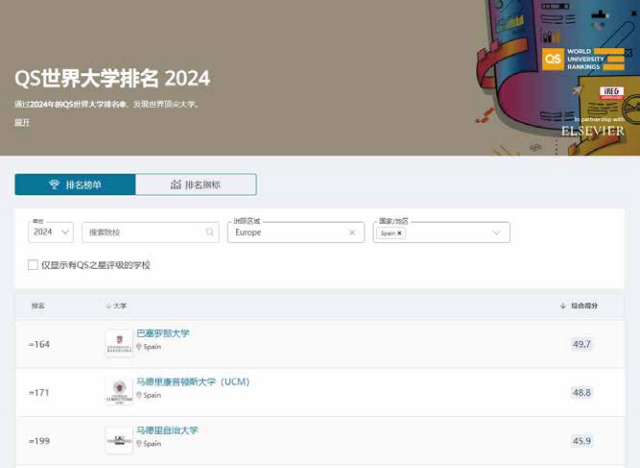 QS世界大学排名 2024
通过2024年的QS世界大学排名®，发现世界顶尖大学。
展开
QS
WORLD
UNIVERSITY
RANKINGS
IREG
In partnership with
ELSEVIER
排名榜单
排名指标
2024
搜索院校
洲际区域
Europe
国家/地区
Spain ×
仅显示有QS之星评级的学校
排名
大学
综合得分
=164
巴塞罗那大学
Spain
49.7
=171
马德里康普顿斯大学（UCM）
Spain
48.8
=199
马德里自治大学
Spain
45.9